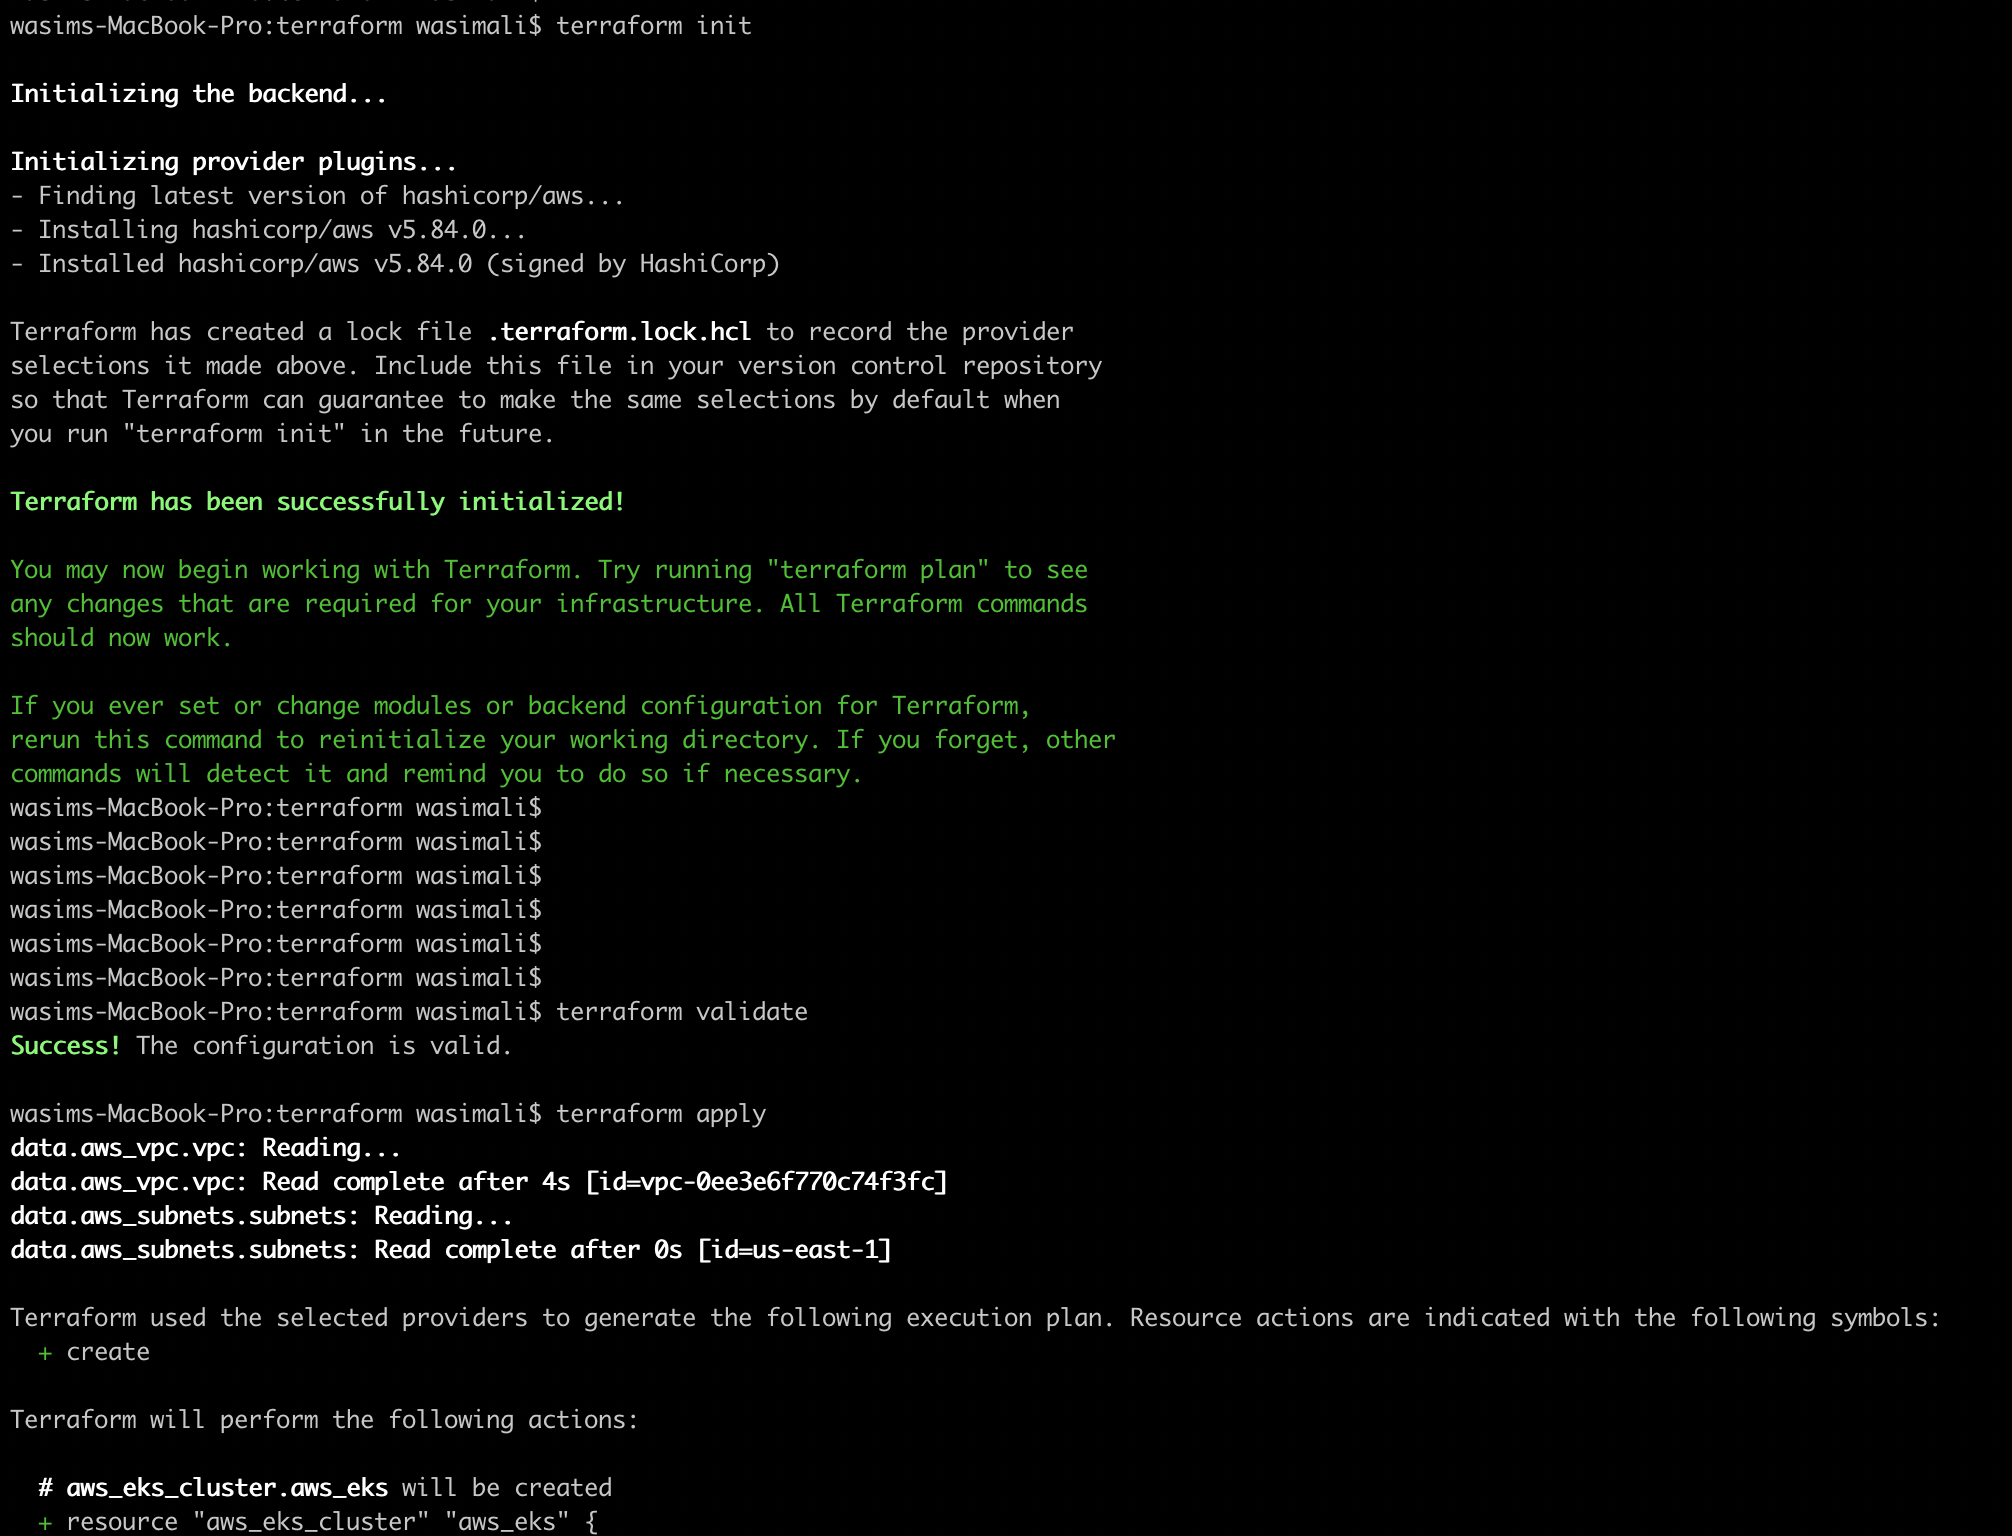 wasims-MacBook-Pro:terraform wasimali$ terraform init
Initializing the backend...
Initializing provider plugins...
- Finding latest version of hashicorp/aws...
- Installing hashicorp/aws v5.84.0...
- Installed hashicorp/aws v5.84.0 (signed by HashiCorp)
Terraform has created a lock file .terraform.lock.hcl to record the provider
selections it made above. Include this file in your version control repository
so that Terraform can guarantee to make the same selections by default when
you run "terraform init" in the future.
Terraform has been successfully initialized!
You may now begin working with Terraform. Try running "terraform plan" to see
any changes that are required for your infrastructure. All Terraform commands
should now work.
If you ever set or change modules or backend configuration for Terraform,
rerun this command to reinitialize your working directory. If you forget, other
commands will detect it and remind you to do so if necessary.
wasims-MacBook-Pro:terraform wasimali$
wasims-MacBook-Pro:terraform wasimali$
wasims-MacBook-Pro:terraform wasimali$
wasims-MacBook-Pro:terraform wasimali$
wasims-MacBook-Pro:terraform wasimali$
wasims-MacBook-Pro:terraform wasimali$
wasims-MacBook-Pro:terraform wasimali$ terraform validate
Success! The configuration is valid.
wasims-MacBook-Pro:terraform wasimali$ terraform apply
data.aws_vpc.vpc: Reading...
data.aws_vpc.vpc: Read complete after 4s [id=vpc-0ee3e6f770c74f3fc]
data.aws_subnets.subnets: Reading...
data.aws_subnets.subnets: Read complete after 0s [id=us-east-1]
Terraform used the selected providers to generate the following execution plan. Resource actions are indicated with the following symbols:
  + create
Terraform will perform the following actions:
  # aws_eks_cluster.aws_eks will be created
  + resource "aws_eks_cluster" "aws_eks" {